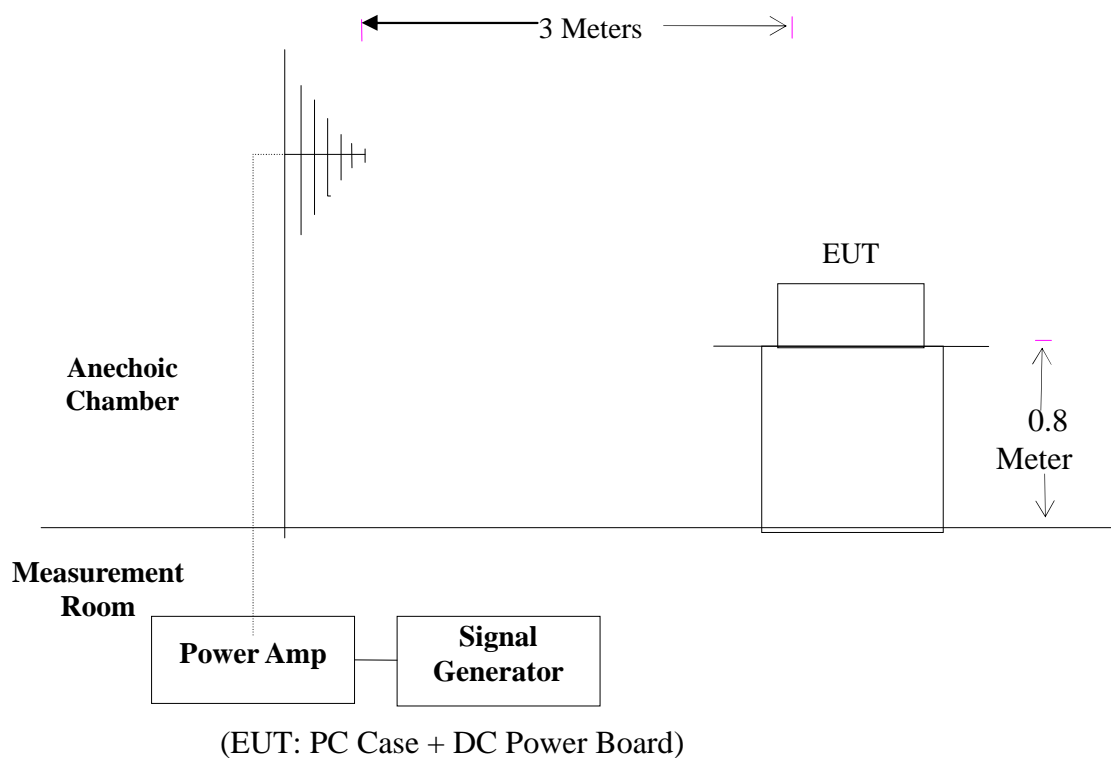 3 Meters
EUT
Anechoic
Chamber
0.8
Meter
Measurement
Room
Power Amp
Signal
Generator
(EUT: PC Case + DC Power Board)